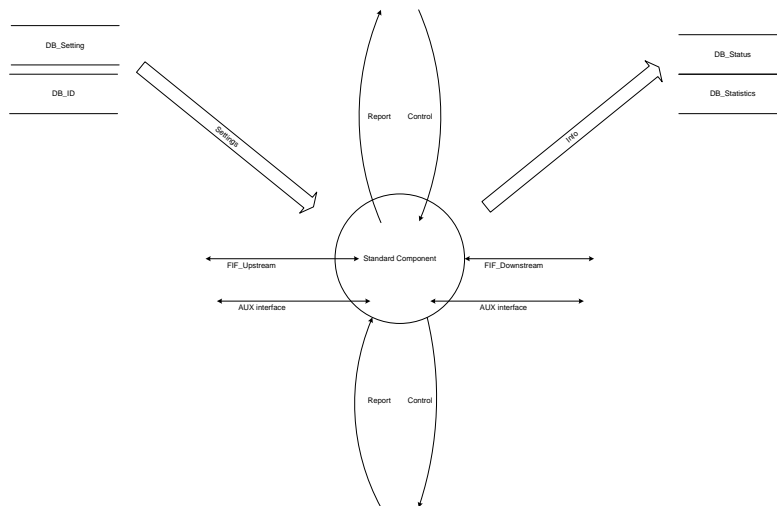 DB_Setting
DB_Status
DB_ID
DB_Statistics
Report
Control
Settings
Info
Standard Component
FIF_Upstream
FIF_Downstream
AUX interface
AUX interface
Report
Control